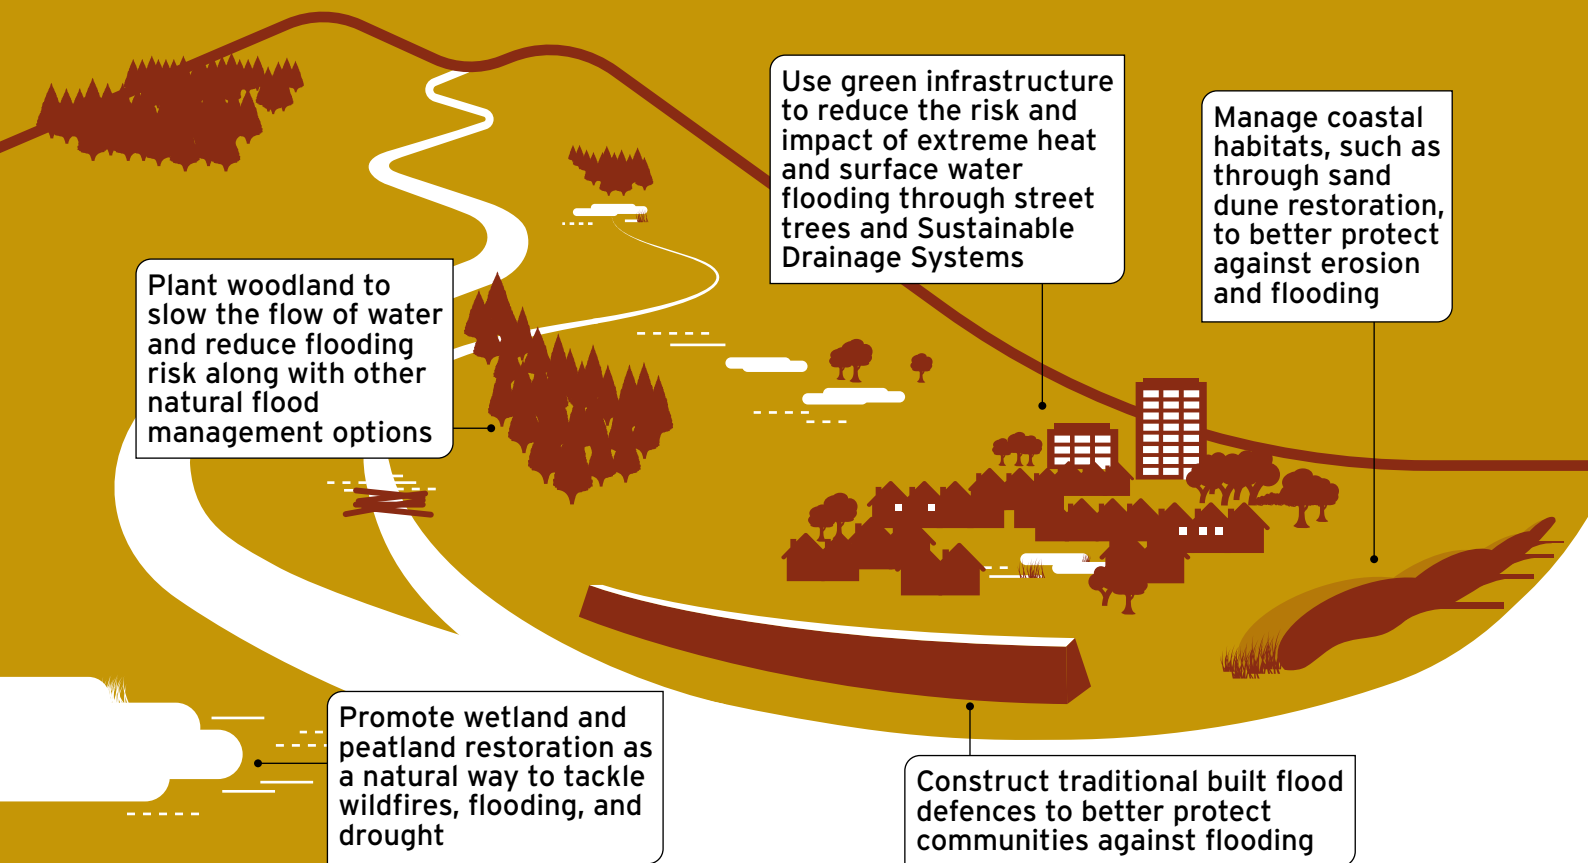 Use green infrastructure
to reduce the risk and
impact of extreme heat
and surface water
flooding through street
trees and Sustainable
Drainage Systems
Manage coastal
habitats, such as
through sand
dune restoration,
to better protect
against erosion
and flooding
Plant woodland to
slow the flow of water
and reduce flooding
risk along with other
natural flood
management options
Promote wetland and
peatland restoration as
a natural way to tackle
wildfires, flooding, and
drought
Construct traditional built flood
defences to better protect
communities against flooding